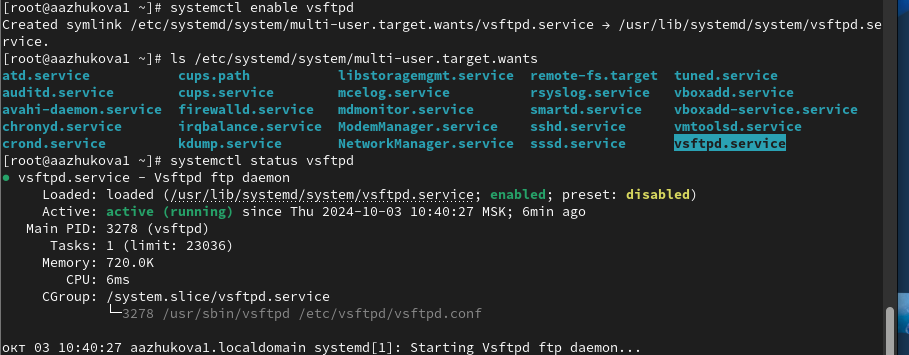 [root@aazhukova1 ~]# systemctl enable vsftpd
Created symlink /etc/systemd/system/multi-user.target.wants/vsftpd.service → /usr/lib/systemd/system/vsftpd.se
rvice.
[root@aazhukova1 ~]# ls /etc/systemd/system/multi-user.target.wants
atd.service cups.path libstoragemgmt.service remote-fs.target tuned.service
auditd.service cups.service mcelog.service rsyslog.service vboxadd.service
avahi-daemon.service firewalld.service mdmonitor.service smartd.service vboxadd-service.service
chronyd.service irqbalance.service ModemManager.service sshd.service vmtoolsd.service
crond.service kdump.service NetworkManager.service sssd.service vsftpd.service
[root@aazhukova1 ~]# systemctl status vsftpd
● vsftpd.service - Vsftpd ftp daemon
Loaded: loaded (/usr/lib/systemd/system/vsftpd.service; enabled; preset: disabled)
Active: active (running) since Thu 2024-10-03 10:40:27 MSK; 6min ago
Main PID: 3278 (vsftpd)
Tasks: 1 (limit: 23036)
Memory: 720.0K
CPU: 6ms
CGroup: /system.slice/vsftpd.service
└─3278 /usr/sbin/vsftpd /etc/vsftpd/vsftpd.conf
окт 03 10:40:27 aazhukova1.localdomain systemd[1]: Starting Vsftpd ftp daemon...